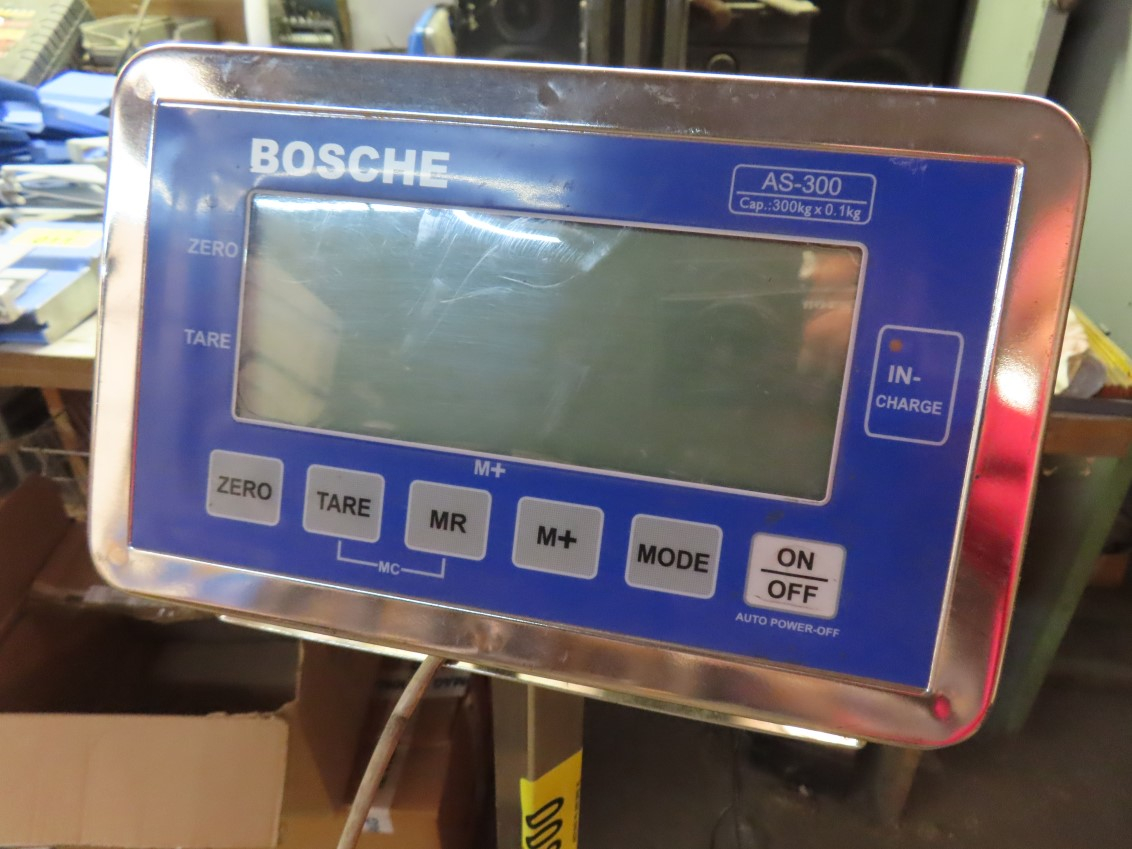 BOSCHE
AS-300
Cap.:300kg x 0.1kg
ZERO
TARE
IN-
CHARGE
M+
ZERO
TARE
MR
M+
MODE
ON
OFF
MC
AUTO POWER-OFF